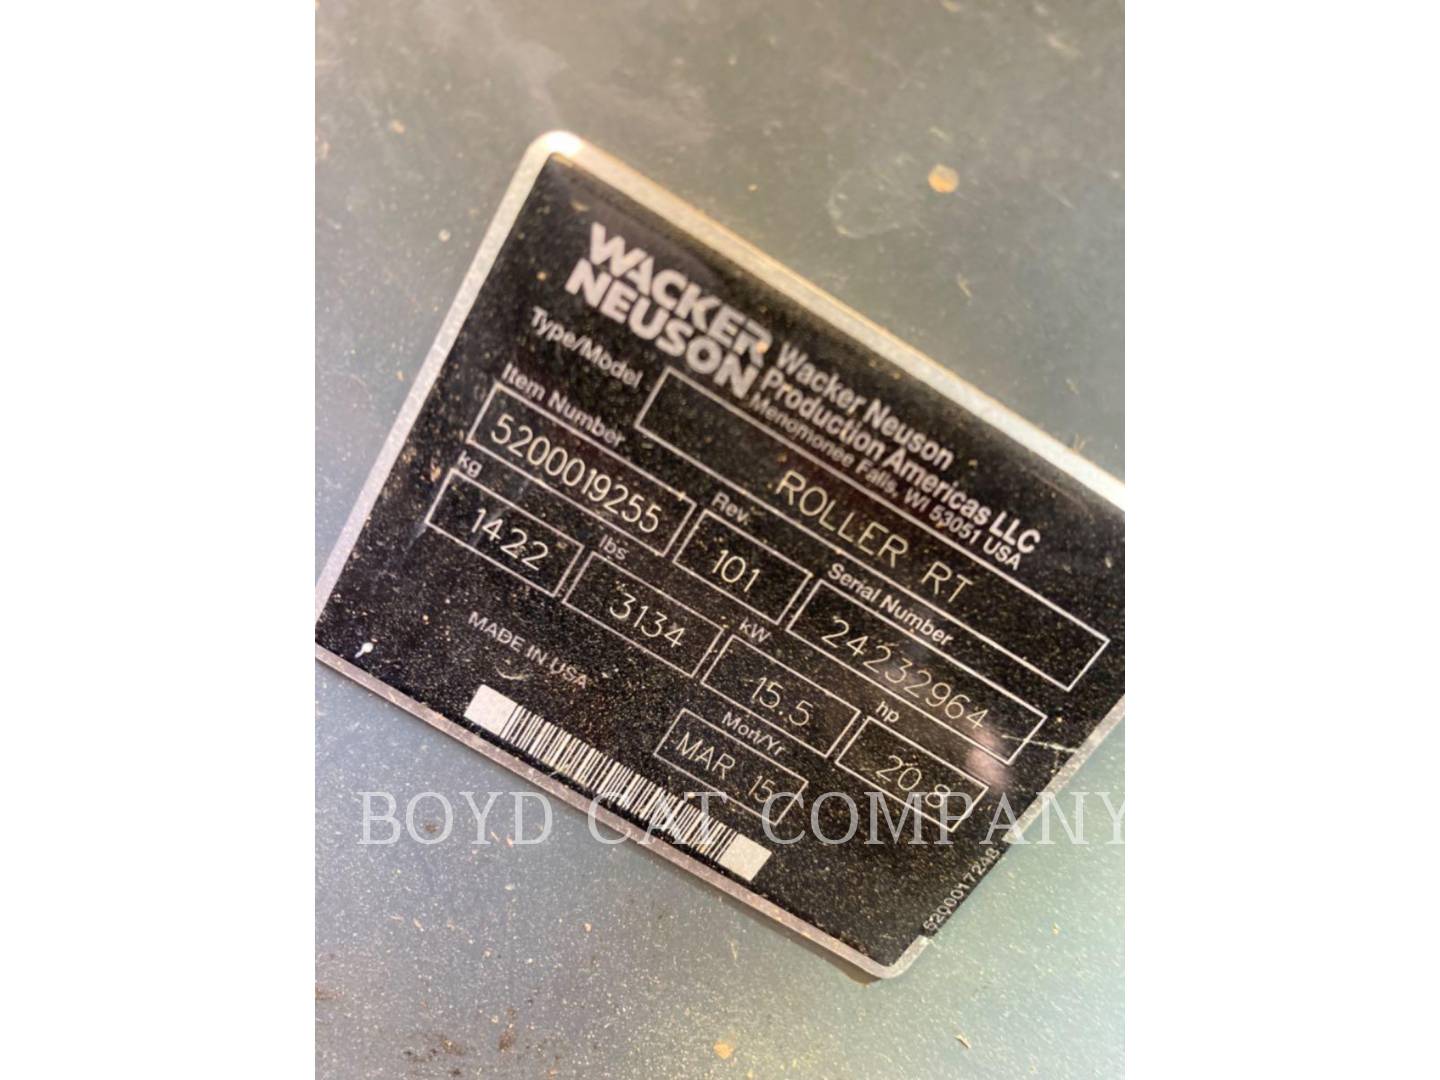 WACKER
NEUSON
Wacker Neuson
Production Americas LLC
Menomonee Falls, WI 53051 USA
Type/Model
ROLLER RT
Item Number
Rev.
Serial Number
5200019255
101
24232964
kg
lbs
kW
hp
1422
3134
15.5
20.8
MADE IN USA
Mon/Yr
MAR 15
5200017248
BOYD CAT COMPANY